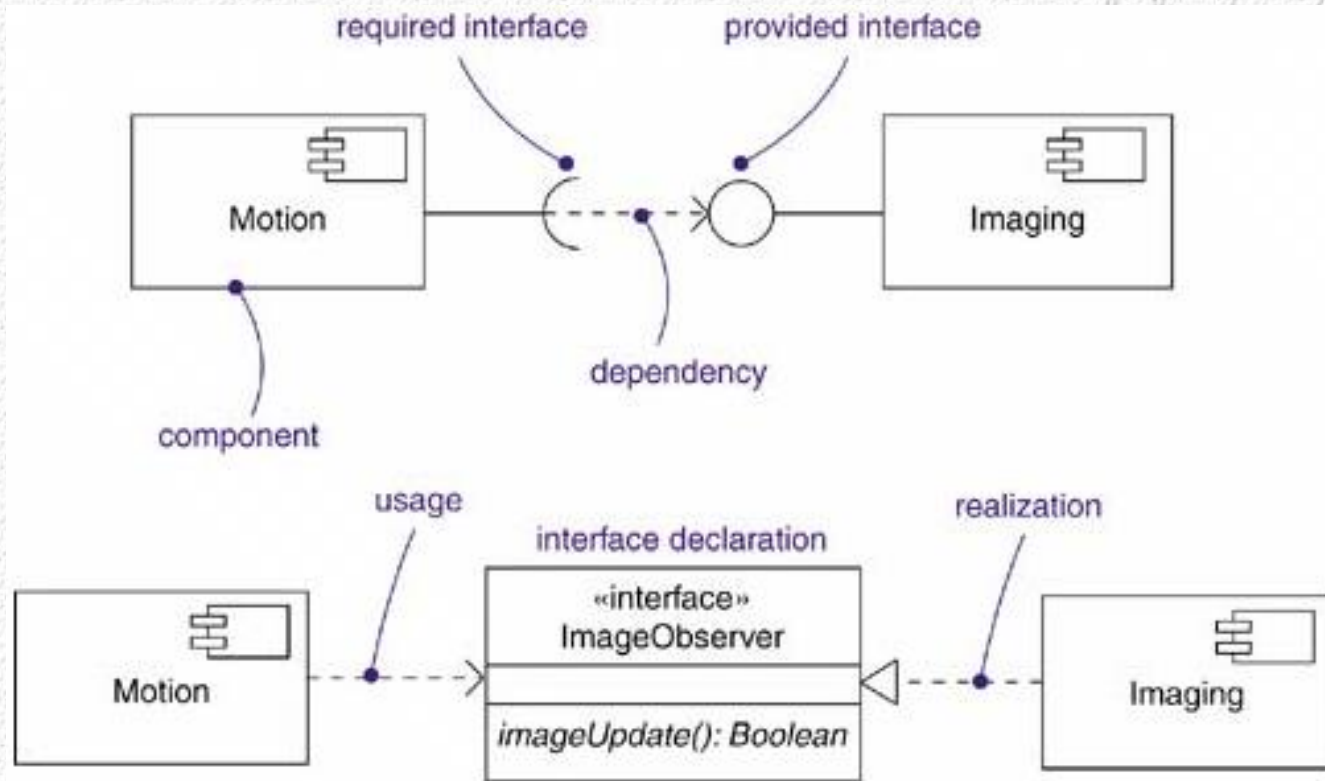 required interface
provided interface
Motion
Imaging
dependency
component
usage
realization
interface declaration
«interface»
ImageObserver
Motion
Imaging
imageUpdate(): Boolean